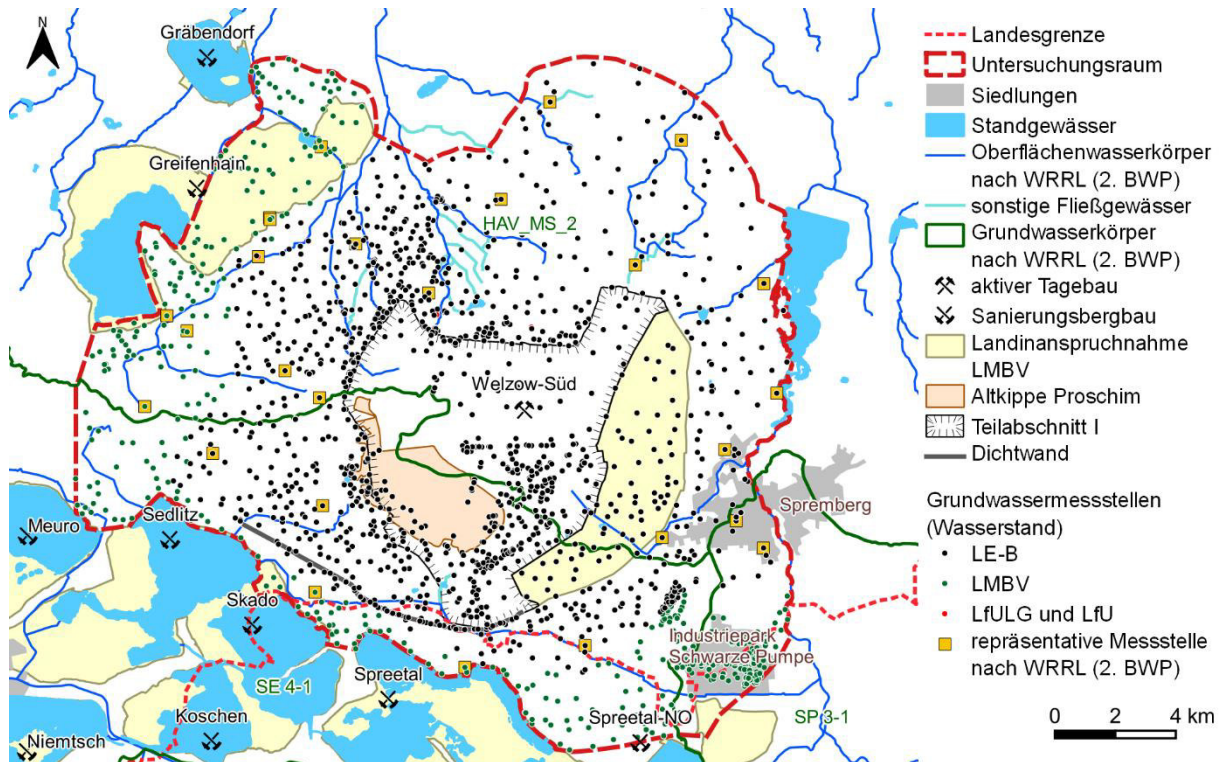 N
Gräbendorf
Greifenhain
HAV_MS_2
Welzow-Süd
Spremberg
Meuro
Sedlitz
Skado
Industriepark
Schwarze Pumpe
SE 4-1
Spreetal
Koschen
Spreetal-NO
SP 3-1
Niemtsch
Landesgrenze
Untersuchungsraum
Siedlungen
Standgewässer
Oberflächenwasserkörper
nach WRRL (2. BWP)
sonstige Fließgewässer
Grundwasserkörper
nach WRRL (2. BWP)
aktiver Tagebau
Sanierungsbergbau
Landinanspruchnahme
LMBV
Altkippe Proschim
Teilabschnitt I
Dichtwand
Grundwassermessstellen
(Wasserstand)
LE-B
LMBV
LfULG und LfU
repräsentative Messstelle
nach WRRL (2. BWP)
0 2 4 km